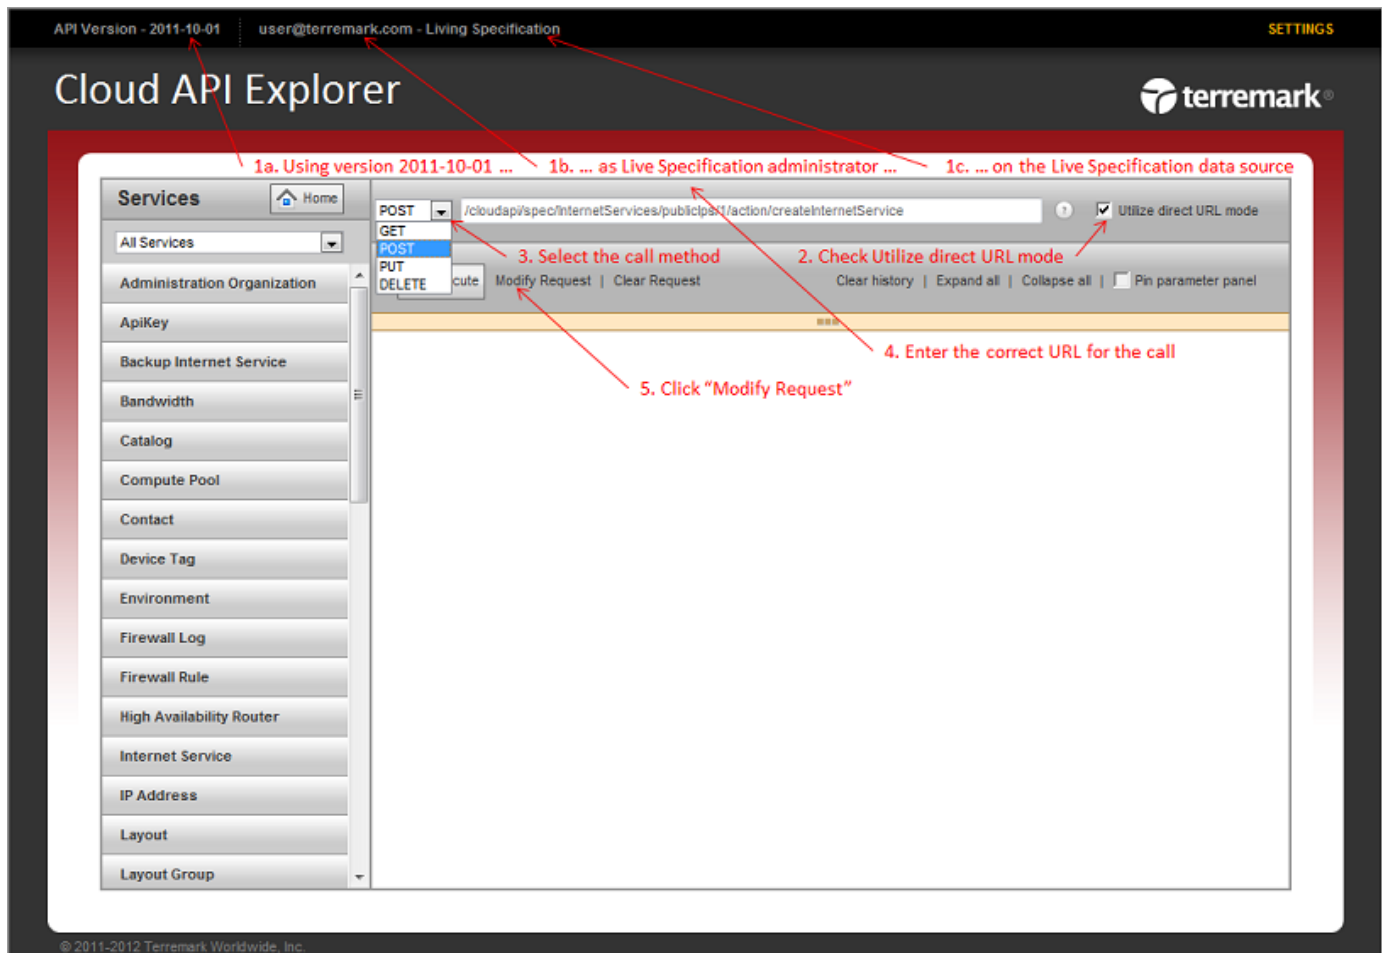 API Version - 2011-10-01 user@terremark.com - Living Specification SETTINGS
Cloud API Explorer
terremark®
1a. Using version 2011-10-01 ... 1b. ... as Live Specification administrator ... 1c. ... on the Live Specification data source
Services Home
POST /cloudapi/spec/InternetServices/publicIps/1/action/createInternetService ? Utilize direct URL mode
GET
All Services
POST
3. Select the call method 2. Check Utilize direct URL mode
PUT
DELETE
cute Modify Request | Clear Request Clear history | Expand all | Collapse all | Pin parameter panel
Administration Organization
ApiKey
4. Enter the correct URL for the call
Backup Internet Service
5. Click “Modify Request”
Bandwidth
Catalog
Compute Pool
Contact
Device Tag
Environment
Firewall Log
Firewall Rule
High Availability Router
Internet Service
IP Address
Layout
Layout Group
© 2011-2012 Terremark Worldwide, Inc.